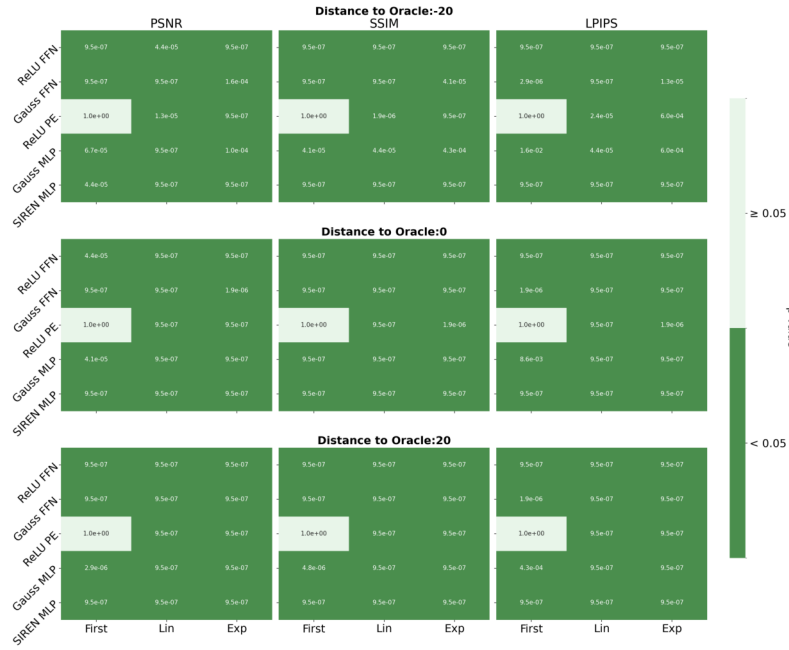 Distance to Oracle:-20
PSNR SSIM LPIPS
ReLU FFN 9.5e-07 4.4e-05 9.5e-07 9.5e-07 9.5e-07 9.5e-07 9.5e-07 9.5e-07 9.5e-07
Gauss FFN 9.5e-07 9.5e-07 1.6e-04 9.5e-07 9.5e-07 4.1e-05 2.9e-06 9.5e-07 1.3e-05
ReLU PE 1.0e+00 1.3e-05 9.5e-07 1.0e+00 1.9e-06 9.5e-07 1.0e+00 2.4e-05 6.0e-04
Gauss MLP 6.7e-05 9.5e-07 1.0e-04 4.1e-05 4.4e-05 4.3e-04 1.6e-02 4.4e-05 6.0e-04
SIREN MLP 4.4e-05 9.5e-07 9.5e-07 9.5e-07 9.5e-07 9.5e-07 9.5e-07 9.5e-07 9.5e-07
Distance to Oracle:0
ReLU FFN 4.4e-05 9.5e-07 9.5e-07 9.5e-07 9.5e-07 9.5e-07 9.5e-07 9.5e-07 9.5e-07
Gauss FFN 9.5e-07 9.5e-07 1.9e-06 9.5e-07 9.5e-07 9.5e-07 1.9e-06 9.5e-07 9.5e-07
ReLU PE 1.0e+00 9.5e-07 9.5e-07 1.0e+00 9.5e-07 1.9e-06 1.0e+00 9.5e-07 1.9e-06
Gauss MLP 4.1e-05 9.5e-07 9.5e-07 9.5e-07 9.5e-07 9.5e-07 8.6e-03 9.5e-07 9.5e-07
SIREN MLP 9.5e-07 9.5e-07 9.5e-07 9.5e-07 9.5e-07 9.5e-07 9.5e-07 9.5e-07 9.5e-07
Distance to Oracle:20
ReLU FFN 9.5e-07 9.5e-07 9.5e-07 9.5e-07 9.5e-07 9.5e-07 9.5e-07 9.5e-07 9.5e-07
Gauss FFN 9.5e-07 9.5e-07 9.5e-07 9.5e-07 9.5e-07 9.5e-07 1.9e-06 9.5e-07 9.5e-07
ReLU PE 1.0e+00 9.5e-07 9.5e-07 1.0e+00 9.5e-07 9.5e-07 1.0e+00 9.5e-07 9.5e-07
Gauss MLP 2.9e-06 9.5e-07 9.5e-07 4.8e-06 9.5e-07 9.5e-07 4.3e-04 9.5e-07 9.5e-07
SIREN MLP 9.5e-07 9.5e-07 9.5e-07 9.5e-07 9.5e-07 9.5e-07 9.5e-07 9.5e-07 9.5e-07
First Lin Exp First Lin Exp First Lin Exp
≥ 0.05
< 0.05